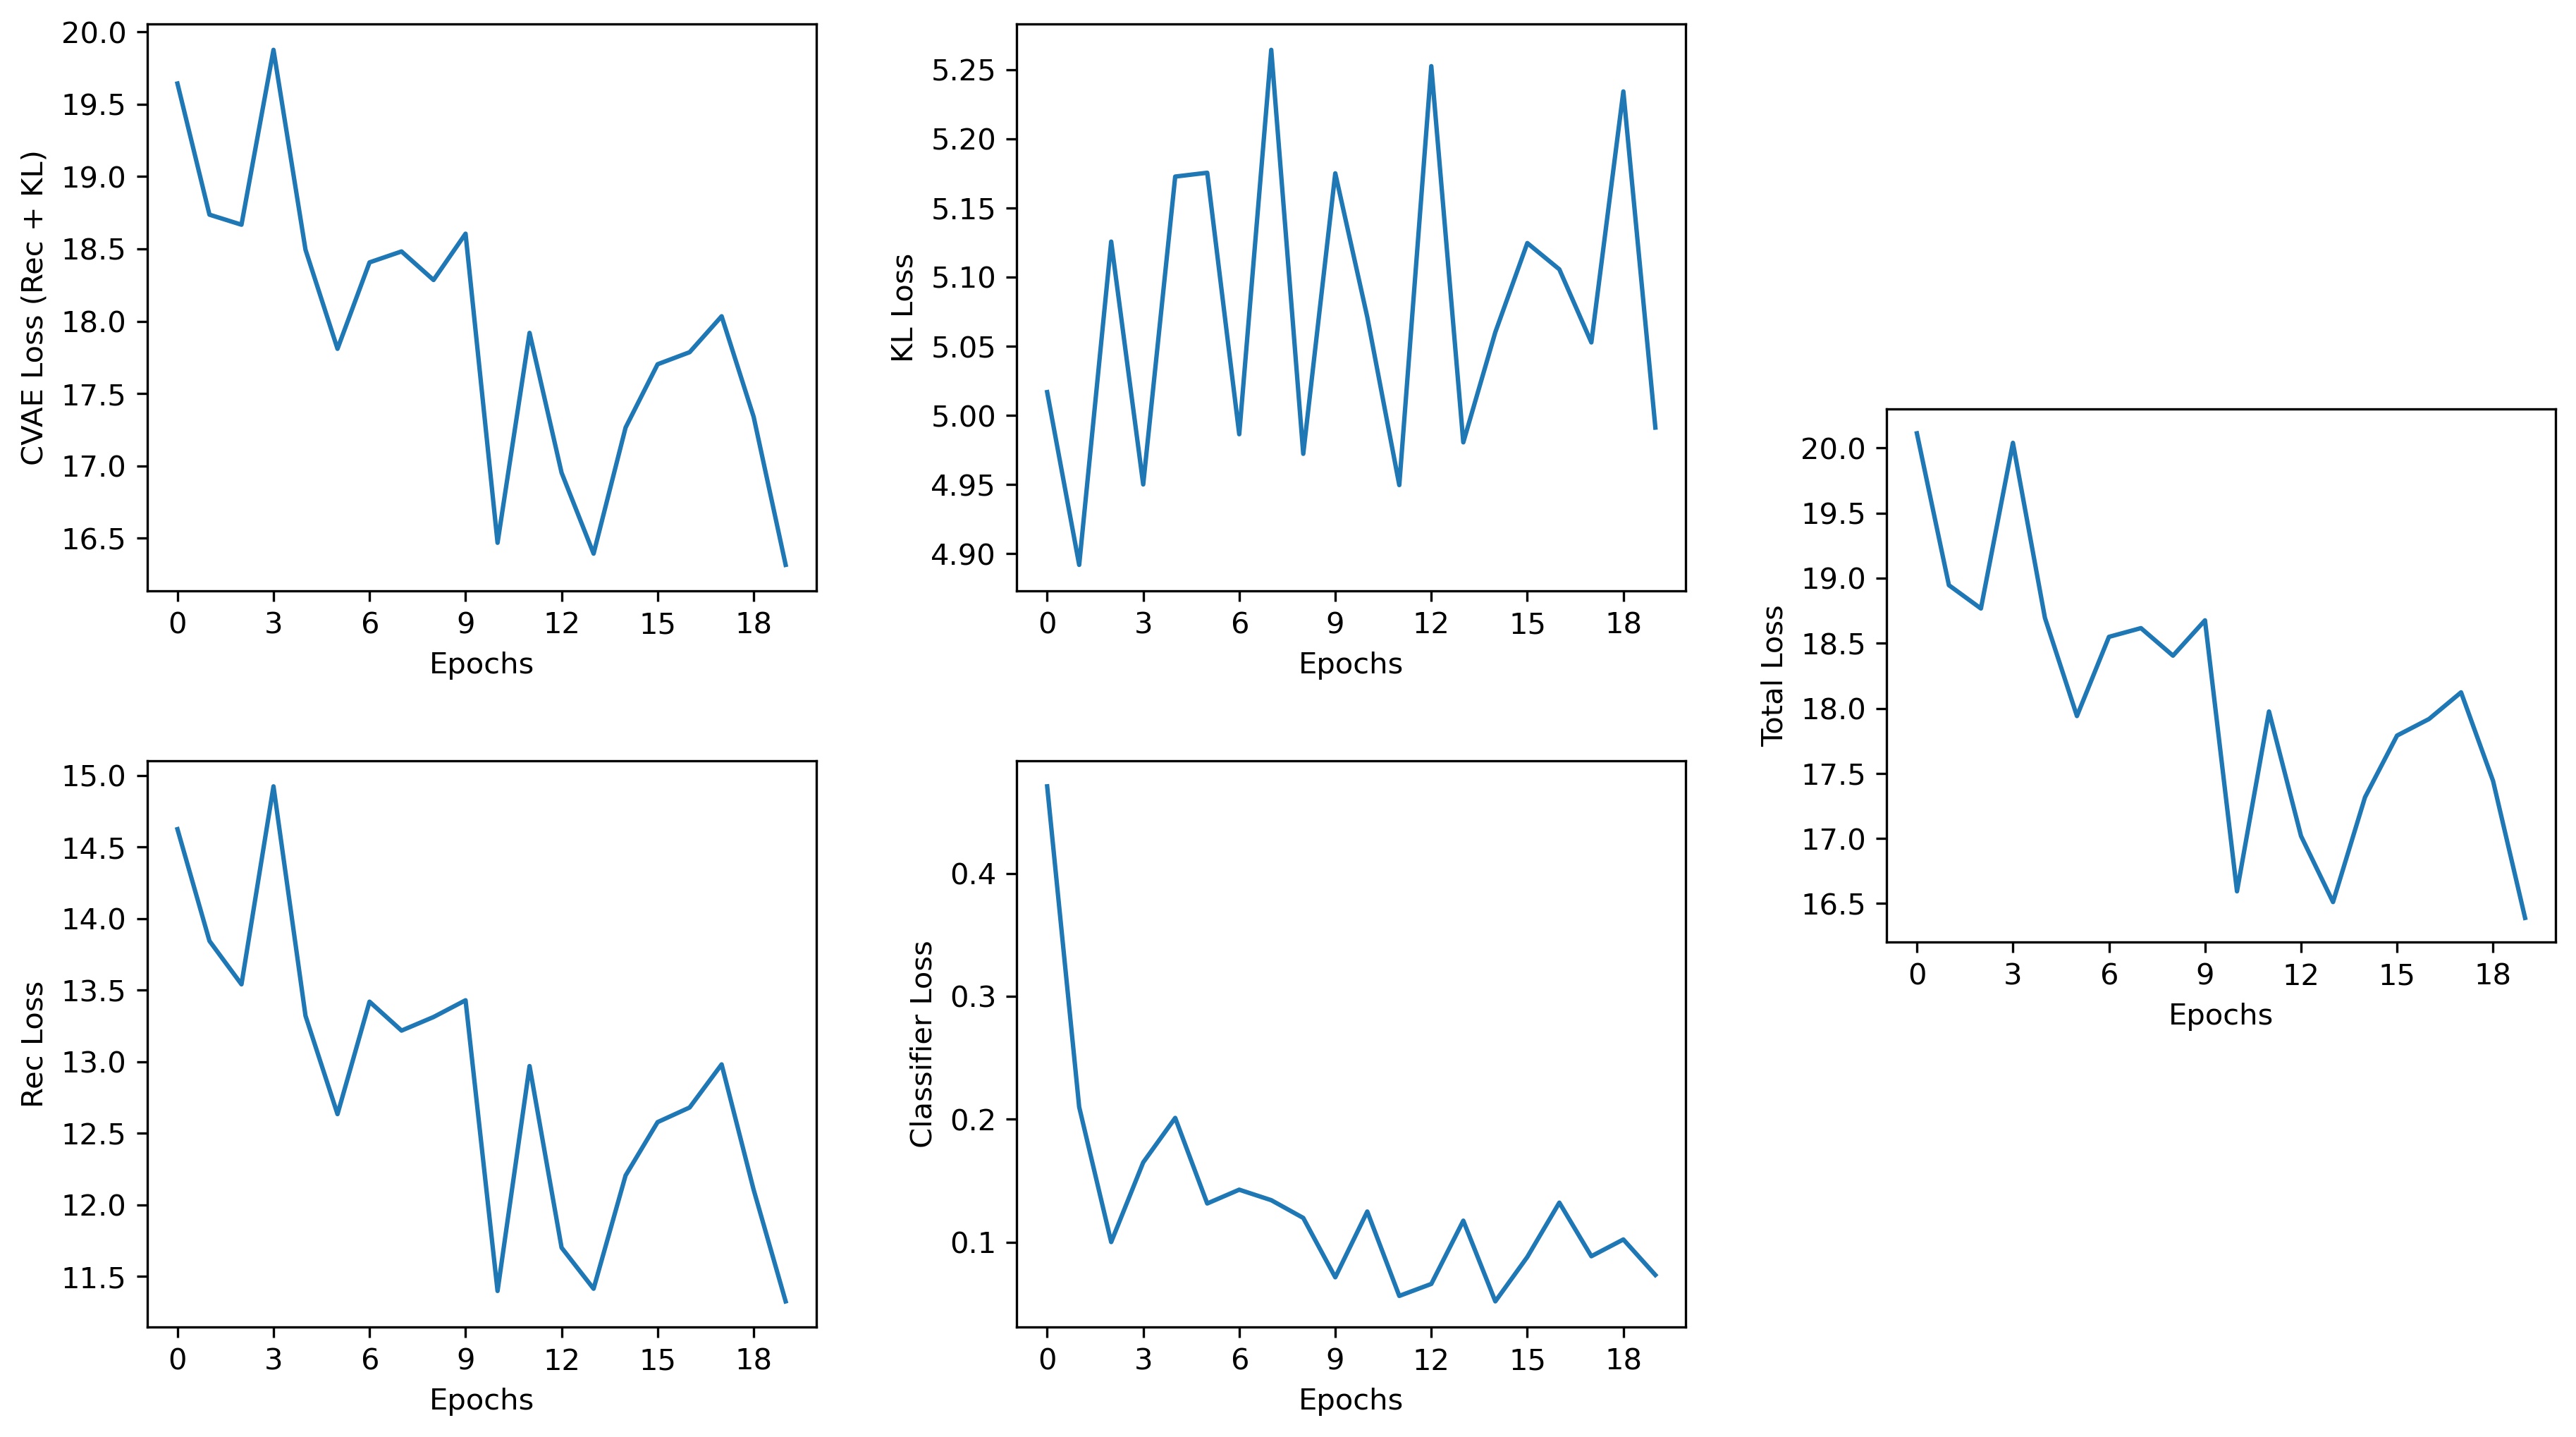 CVAE Loss (Rec + KL)
20.0
19.5
19.0
18.5
18.0
17.5
17.0
16.5
0 3 6 9 12 15 18
Epochs
KL Loss
5.25
5.20
5.15
5.10
5.05
5.00
4.95
4.90
0 3 6 9 12 15 18
Epochs
Rec Loss
15.0
14.5
14.0
13.5
13.0
12.5
12.0
11.5
0 3 6 9 12 15 18
Epochs
Classifier Loss
0.4
0.3
0.2
0.1
0 3 6 9 12 15 18
Epochs
Total Loss
20.0
19.5
19.0
18.5
18.0
17.5
17.0
16.5
0 3 6 9 12 15 18
Epochs